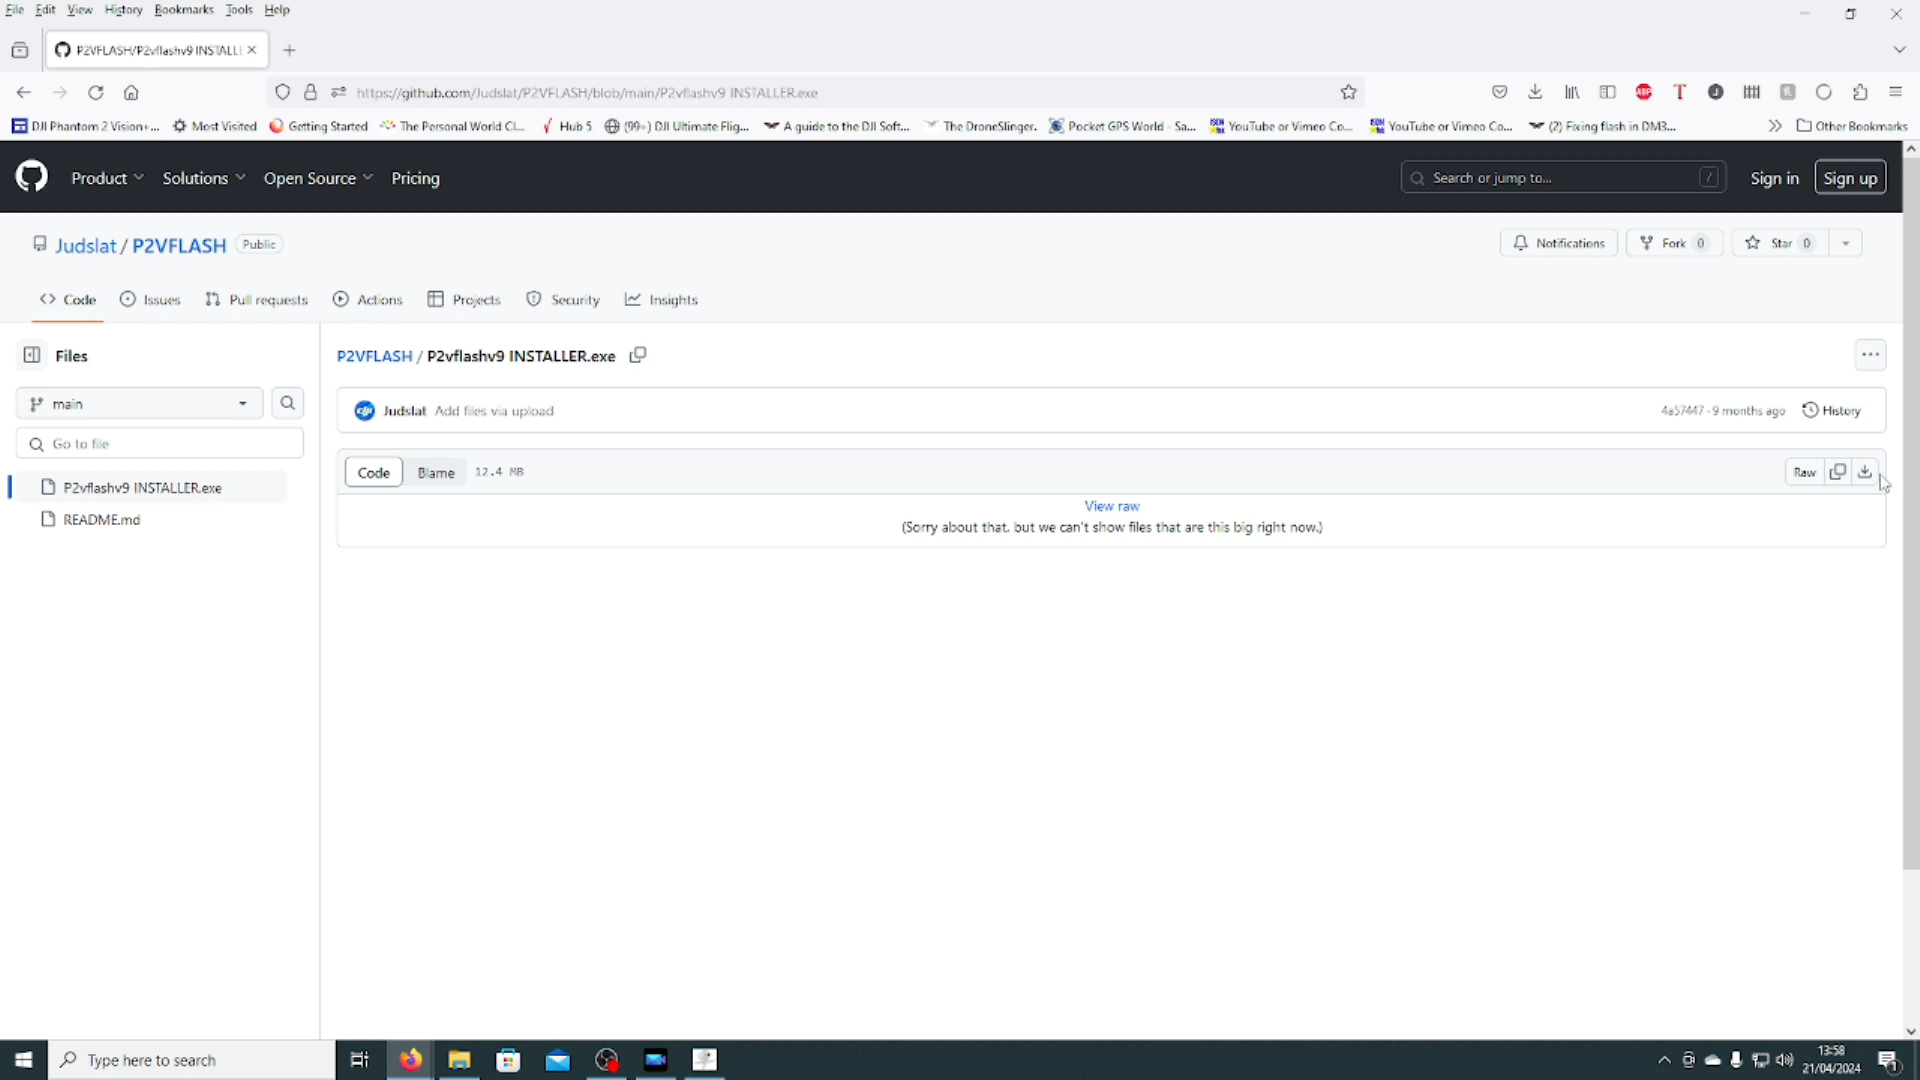 File Edit View History Bookmarks Tools Help
P2VFLASH/P2vflashv9 INSTALL
https://github.com/Judslat/P2VFLASH/blob/main/P2vflashv9 INSTALLER.exe
DJI Phantom 2 Vision+... Most Visited Getting Started The Personal World Cl... Hub 5 (99+) DJI Ultimate Flig... A guide to the DJI Soft... The DroneSlinger. Pocket GPS World - Sa... YouTube or Vimeo Co... YouTube or Vimeo Co... (2) Fixing flash in DM3... Other Bookmarks
Product Solutions Open Source Pricing Search or jump to... / Sign in Sign up
Judslat / P2VFLASH Public Notifications Fork 0 Star 0
Code Issues Pull requests Actions Projects Security Insights
Files
P2VFLASH / P2vflashv9 INSTALLER.exe
main
Judslat Add files via upload 4a57447 · 9 months ago History
Go to file
Code Blame 12.4 MB Raw
P2vflashv9 INSTALLER.exe
View raw
README.md
(Sorry about that, but we can't show files that are this big right now.)
Type here to search
13:58
21/04/2024